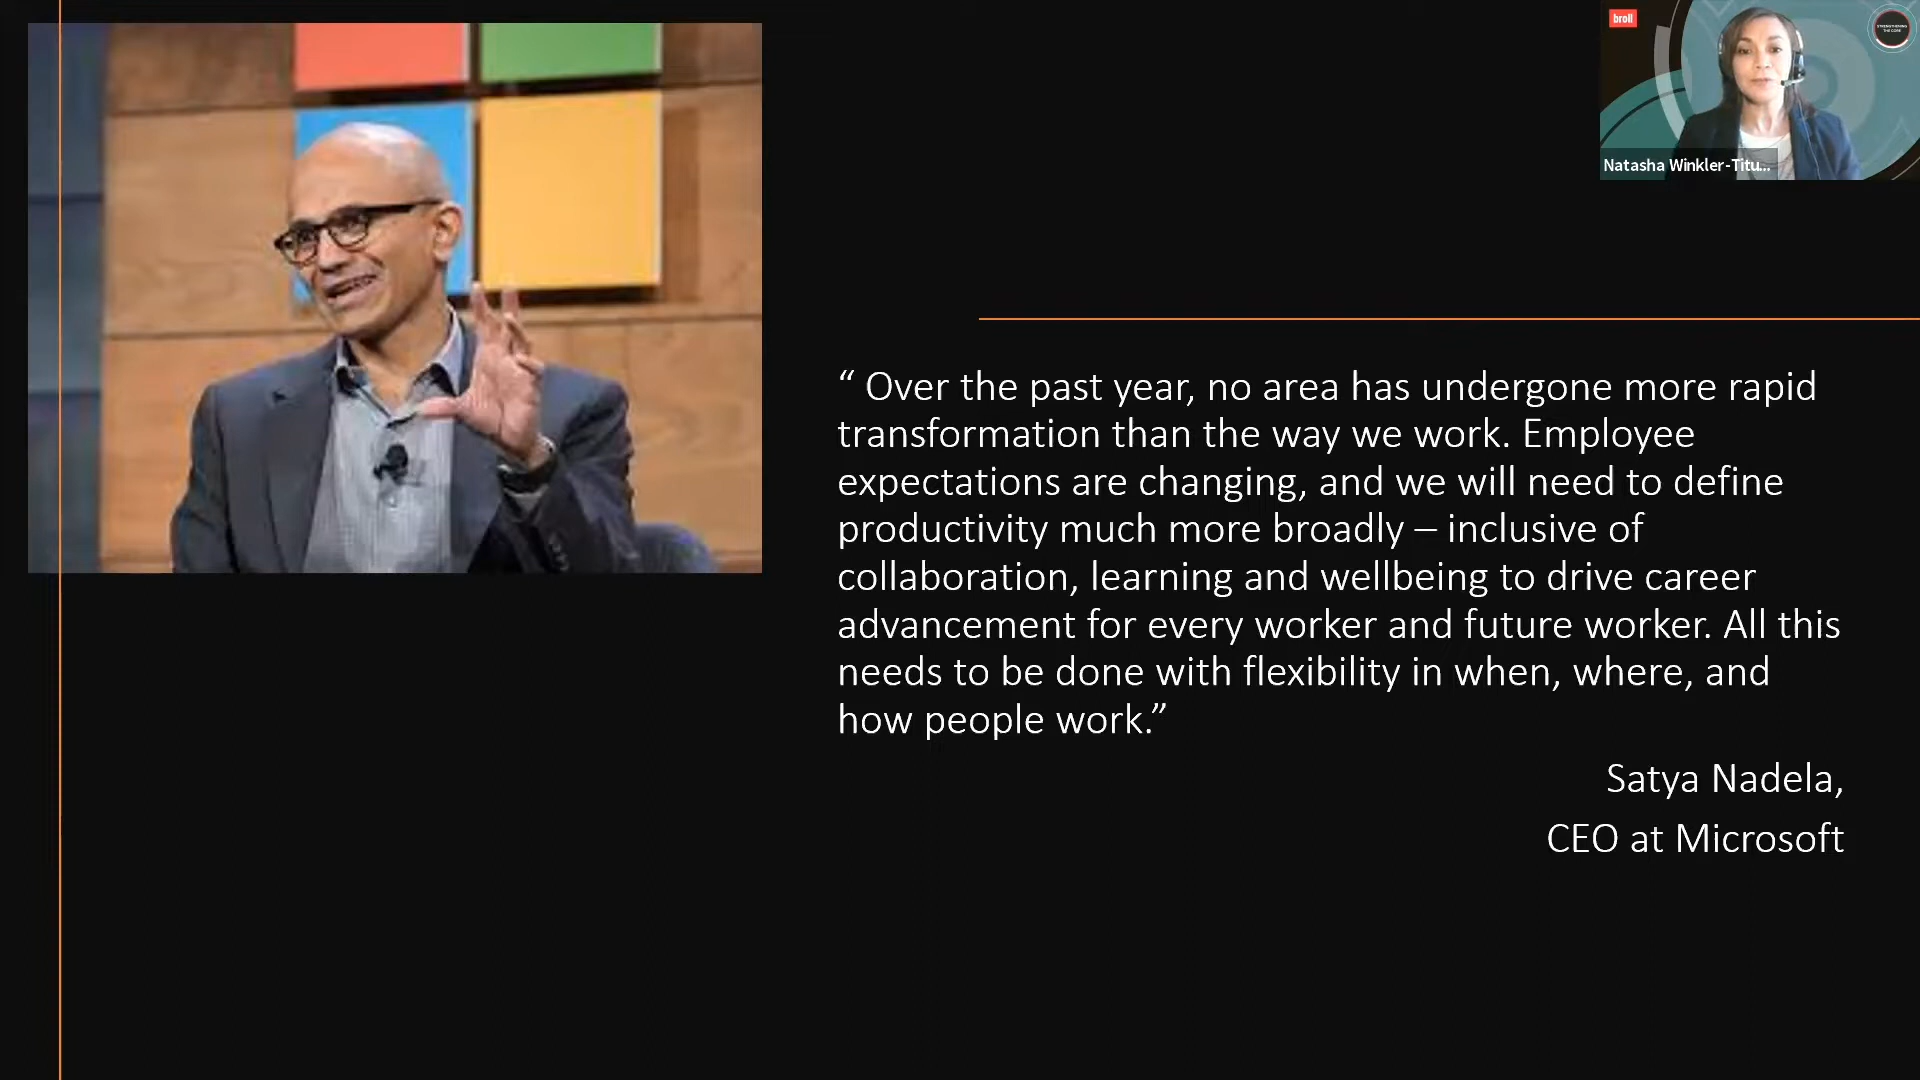 broll
STRENGTHENING
THE CORE
Natasha Winkler-Titu...
“ Over the past year, no area has undergone more rapid
transformation than the way we work. Employee
expectations are changing, and we will need to define
productivity much more broadly – inclusive of
collaboration, learning and wellbeing to drive career
advancement for every worker and future worker. All this
needs to be done with flexibility in when, where, and
how people work.”
Satya Nadela,
CEO at Microsoft